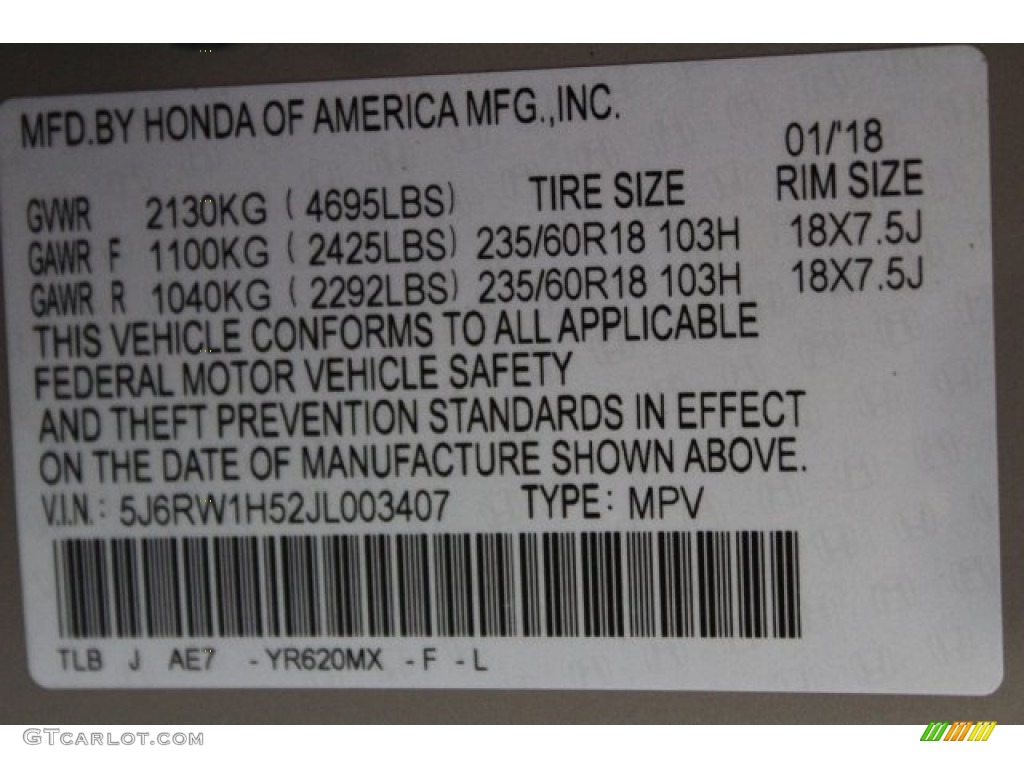 MFD.BY HONDA OF AMERICA MFG.,INC.
01/'18
TIRE SIZE RIM SIZE
GVWR 2130KG ( 4695LBS)
GAWR F 1100KG ( 2425LBS) 235/60R18 103H 18X7.5J
GAWR R 1040KG ( 2292LBS) 235/60R18 103H 18X7.5J
THIS VEHICLE CONFORMS TO ALL APPLICABLE
FEDERAL MOTOR VEHICLE SAFETY
AND THEFT PREVENTION STANDARDS IN EFFECT
ON THE DATE OF MANUFACTURE SHOWN ABOVE.
V.I.N.: 5J6RW1H52JL003407 TYPE: MPV
TLB J AE7 -YR620MX -F -L
GTCARLOT.COM